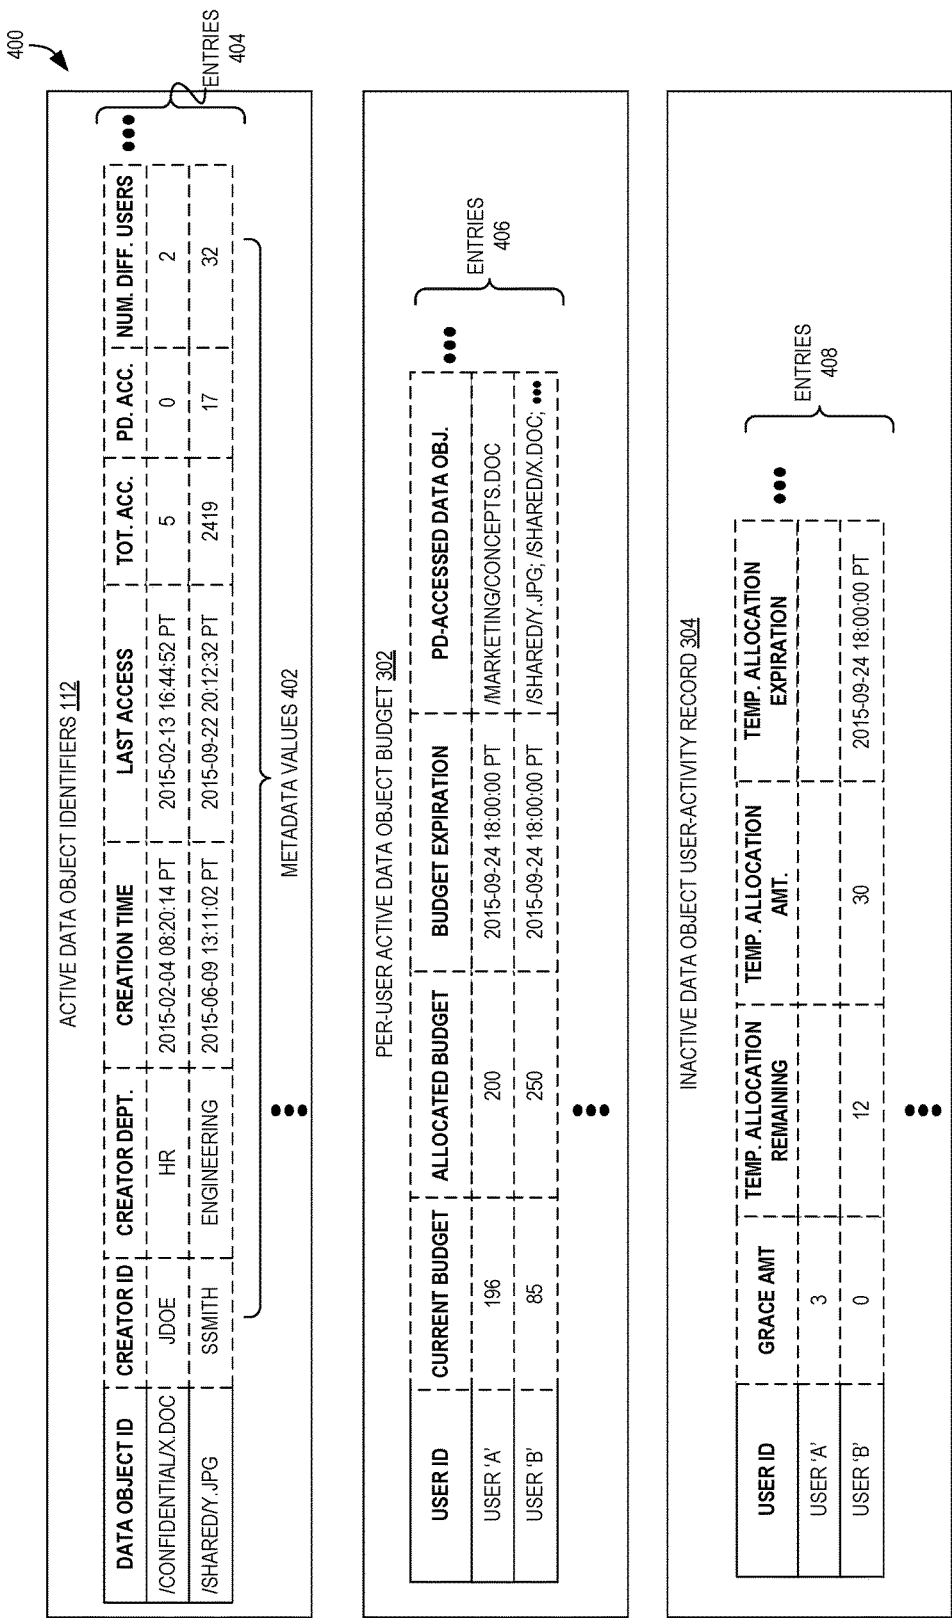 400
ACTIVE DATA OBJECT IDENTIFIERS 112
DATA OBJECT ID CREATOR ID CREATOR DEPT. CREATION TIME LAST ACCESS TOT. ACC. PD. ACC. NUM. DIFF. USERS
/CONFIDENTIAL/X.DOC JDOE HR 2015-02-04 08:20:14 PT 2015-02-13 16:44:52 PT 5 0 2
/SHARED/Y.JPG SSMITH ENGINEERING 2015-06-09 13:11:02 PT 2015-09-22 20:12:32 PT 2419 17 32
ENTRIES
404
METADATA VALUES 402
PER-USER ACTIVE DATA OBJECT BUDGET 302
USER ID CURRENT BUDGET ALLOCATED BUDGET BUDGET EXPIRATION PD-ACCESSED DATA OBJ.
USER ‘A’ 196 200 2015-09-24 18:00:00 PT /MARKETING/CONCEPTS.DOC
USER ‘B’ 85 250 2015-09-24 18:00:00 PT /SHARED/Y.JPG; /SHARED/X.DOC;
ENTRIES
406
INACTIVE DATA OBJECT USER-ACTIVITY RECORD 304
USER ID GRACE AMT TEMP. ALLOCATION REMAINING TEMP. ALLOCATION AMT. TEMP. ALLOCATION EXPIRATION
USER ‘A’ 3
USER ‘B’ 0 12 30 2015-09-24 18:00:00 PT
ENTRIES
408